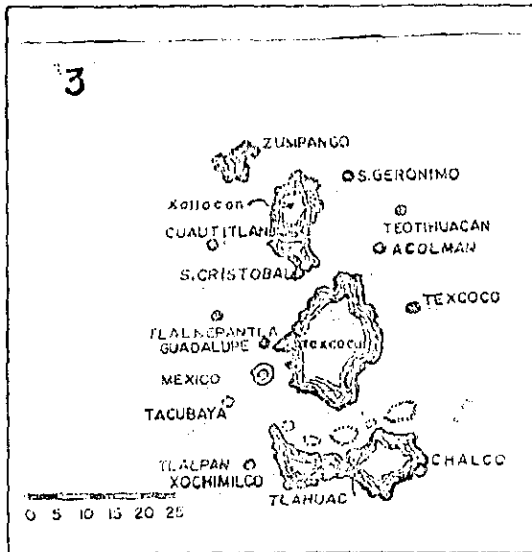 3
ZUMPANGO
S. GERONIMO
Xaltocan
TEOTIHUACAN
CUAUTITLAN
ACOLMAN
S. CRISTOBAL
TEXCOCO
TLALNEPANTLA
TEXCOCO
GUADALUPE
MEXICO
TACUBAYA
TLALPAN
CHALCO
XOCHIMILCO
TLAHUAC
0 5 10 15 20 25